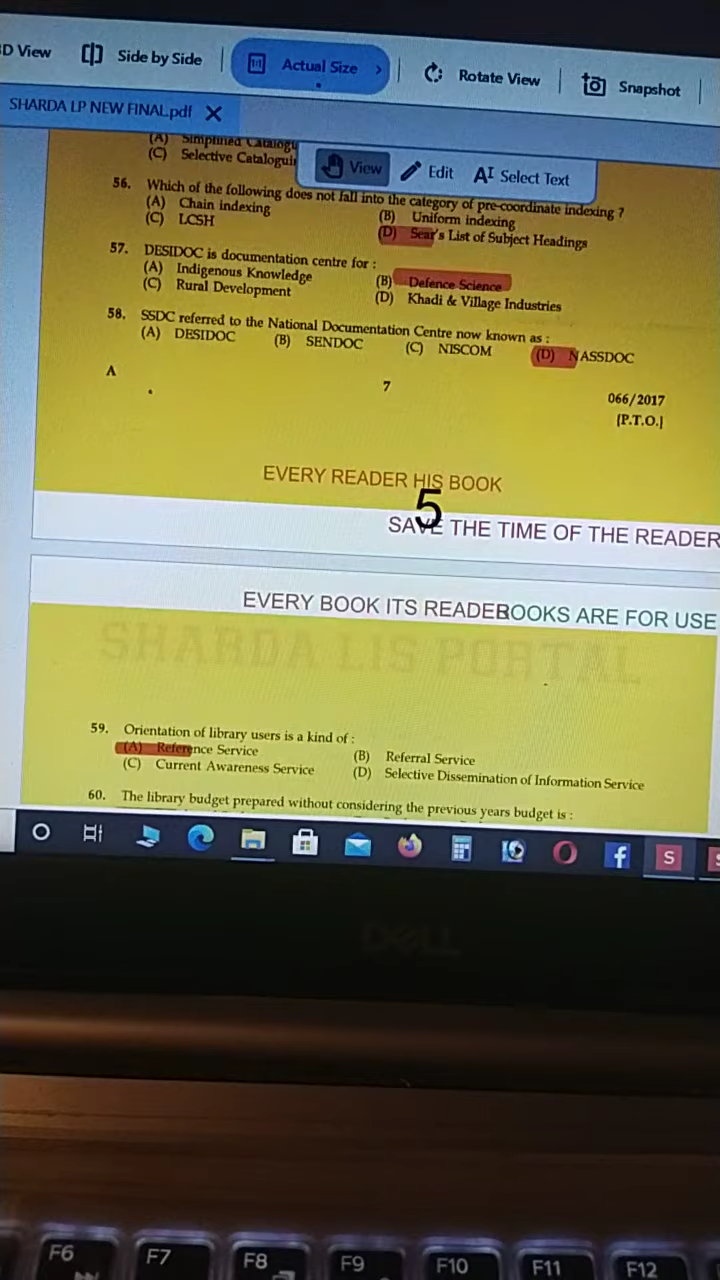 3D View Side by Side Actual Size Rotate View Snapshot
SHARDA LP NEW FINAL.pdf
View Edit Select Text
(A) Simplified
(C) Selective
56. Which of the following does not fall into the category of pre-coordinate indexing ?
(A) Chain indexing (B) Uniform indexing
(C) LCSH (D) Sear's List of Subject Headings
57. DESIDOC is documentation centre for :
(A) Indigenous Knowledge (B) Defence Science
(C) Rural Development (D) Khadi & Village Industries
58. SSDC referred to the National Documentation Centre now known as :
(A) DESIDOC (B) SENDOC (C) NISCOM (D) NASSDOC
A 7 066/2017
[P.T.O.]
EVERY READER HIS BOOK
5
SAVE THE TIME OF THE READER
EVERY BOOK ITS READER BOOKS ARE FOR USE
SHARDA LIS PORTAL
59. Orientation of library users is a kind of :
(A) Reference Service (B) Referral Service
(C) Current Awareness Service (D) Selective Dissemination of Information Service
60. The library budget prepared without considering the previous years budget is :
DELL
F6 F7 F8 F9 F10 F11 F12